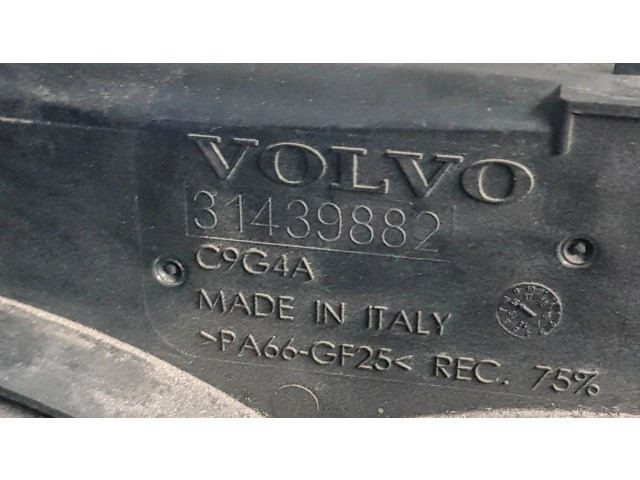 VOLVO
31439882
C9G4A
MADE IN ITALY
>PA66-GF25< REC. 75%